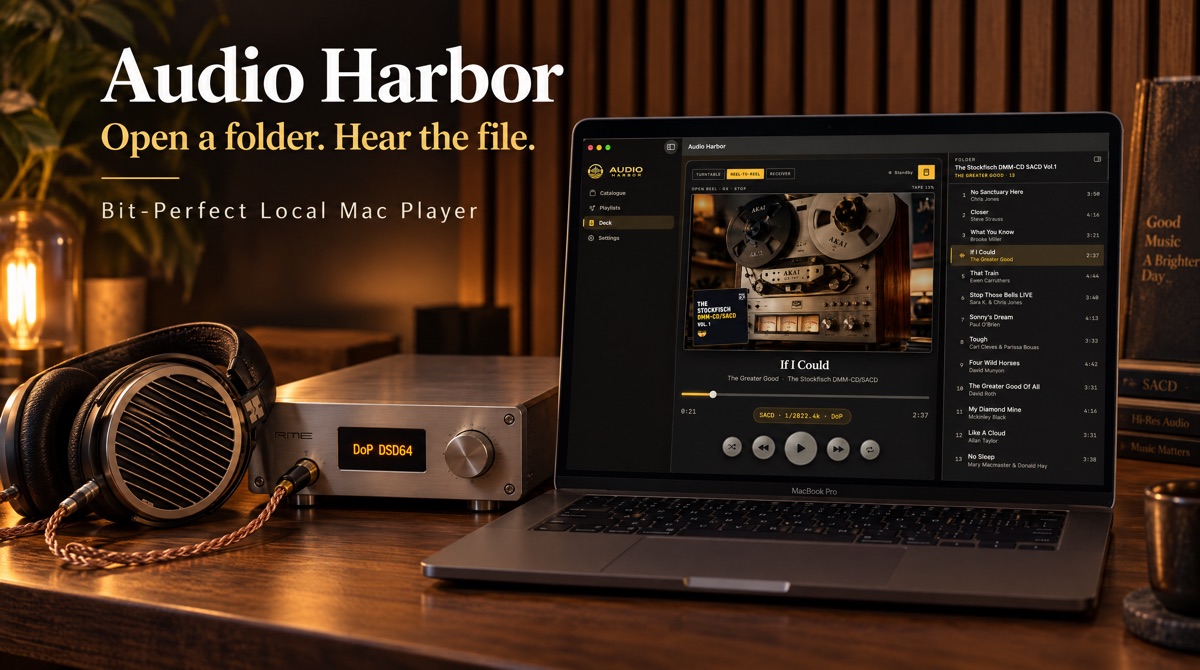 Audio Harbor
Open a folder. Hear the file.
Bit-Perfect Local Mac Player
RME
DoP DSD64
Audio Harbor
AUDIO
HARBOR
Catalogue
Playlists
Deck
Settings
TURNTABLE
REEL-TO-REEL
RECEIVER
Standby
TAPE 12%
AKAI
AKAI
AKAI
THE
STOCKFISCH
DMM-CD/SACD
VOL. 1
If I Could
The Greater Good · The Stockfisch DMM-CD/SACD
0:21
SACD · 1/2822.4k · DoP
2:37
FOLDER
The Stockfisch DMM-CD SACD Vol.1
THE GREATER GOOD · 13
1 No Sanctuary Here 3:50
Chris Jones
2 Closer 4:16
Steve Strauss
3 What You Know 3:21
Brooke Miller
If I Could 2:37
The Greater Good
5 That Train 4:44
Ewen Carruthers
6 Stop Those Bells LIVE 3:40
Sara K. & Chris Jones
7 Sonny's Dream 4:13
Paul O'Brien
8 Tough 3:33
Carl Cleves & Parissa Bouas
9 Four Wild Horses 4:42
David Munyon
10 The Greater Good Of All 3:31
David Roth
11 My Diamond Mine 4:16
Mckinley Black
12 Like A Cloud 3:31
Allan Taylor
13 No Sleep 3:38
Mary Macmaster & Donald Hay
MacBook Pro
Good
Music
A Brighter
Day.
SACD
Hi-Res Audio
Music Matters